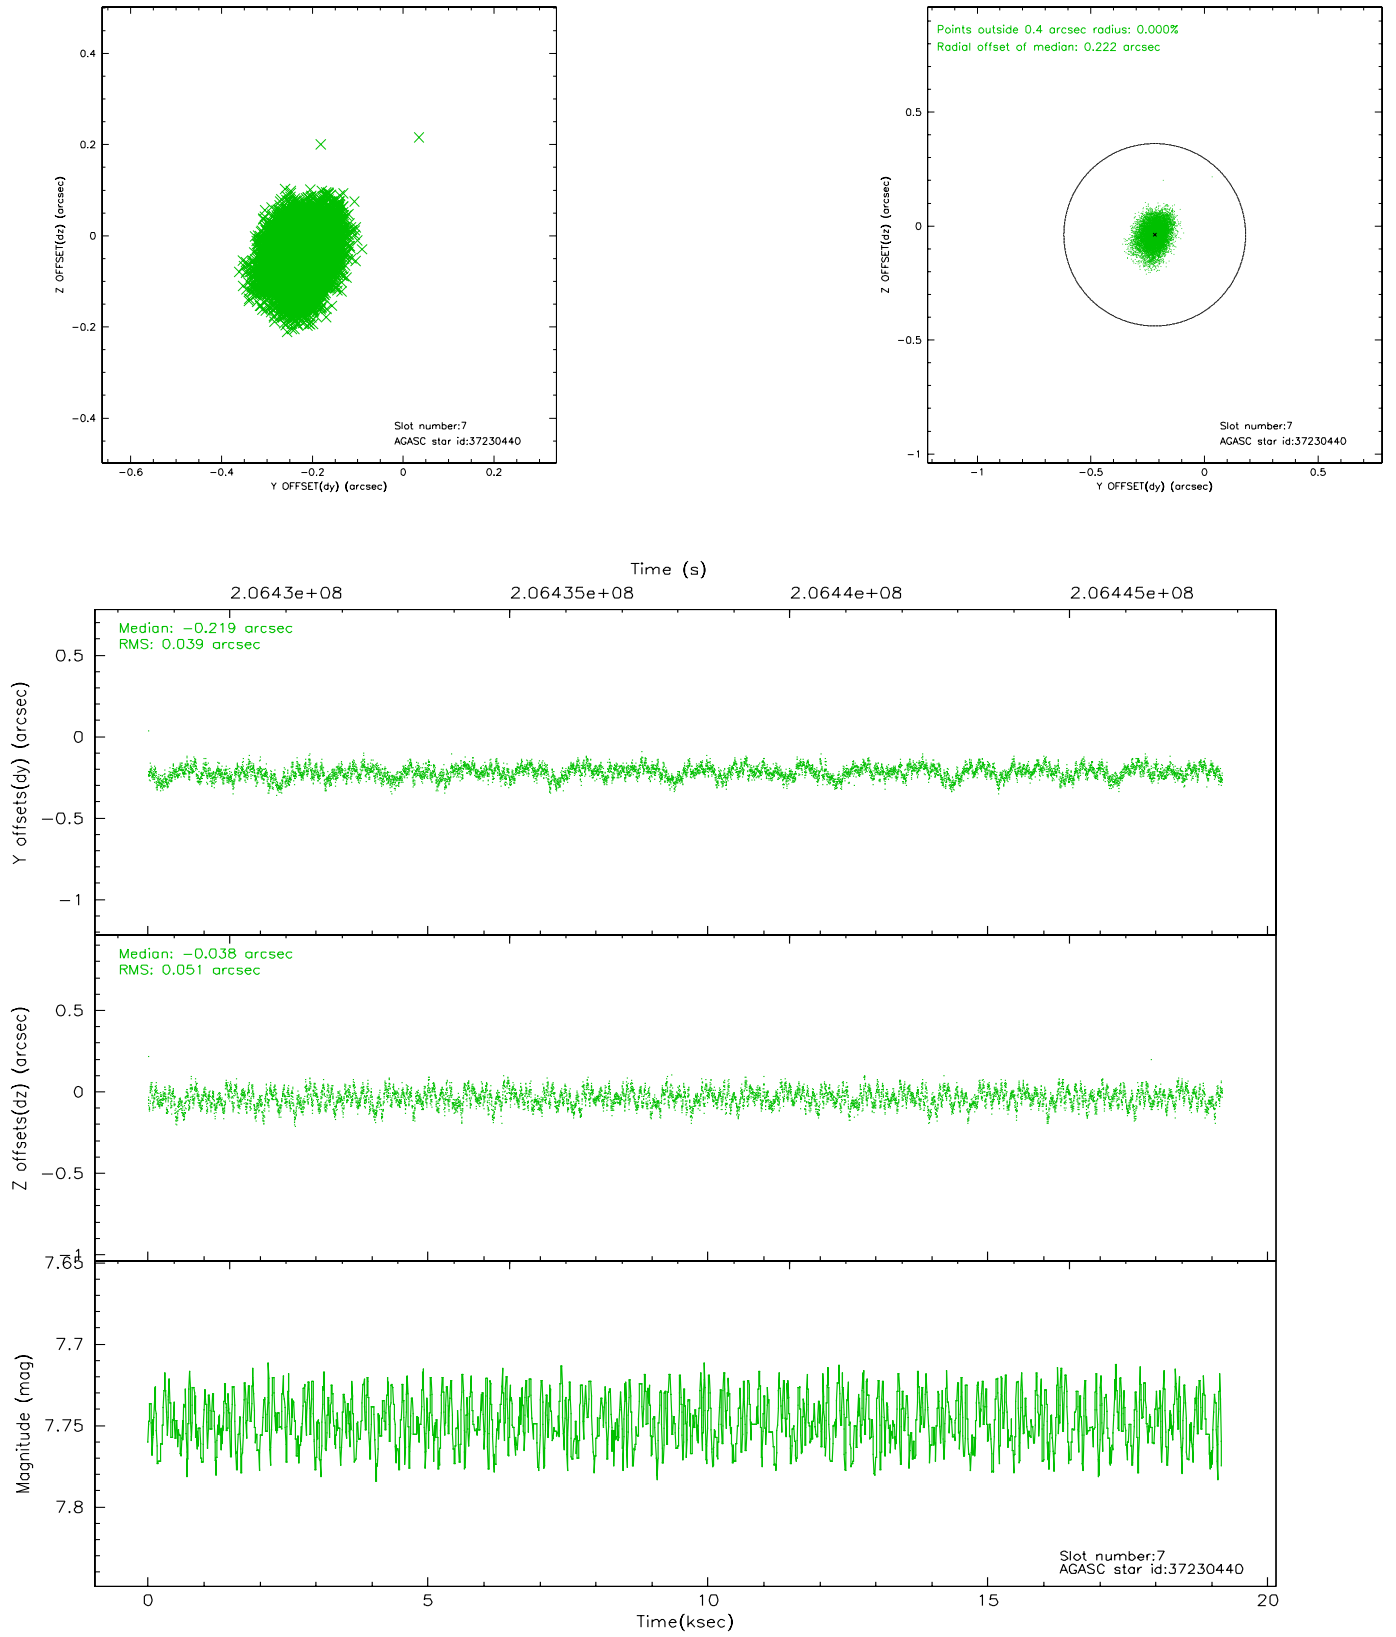 0.4
0.2
0
-0.2
-0.4
Z OFFSET(dz) (arcsec)
Slot number:7
AGASC star id:37230440
-0.6 -0.4 -0.2 0 0.2
Y OFFSET(dy) (arcsec)
Points outside 0.4 arcsec radius: 0.000%
Radial offset of median: 0.222 arcsec
0.5
0
-0.5
-1
Z OFFSET(dz) (arcsec)
Slot number:7
AGASC star id:37230440
-1 -0.5 0 0.5
Y OFFSET(dy) (arcsec)
Time (s)
2.0643e+08 2.06435e+08 2.0644e+08 2.06445e+08
Median: -0.219 arcsec
RMS: 0.039 arcsec
0.5
0
-0.5
-1
Y offsets(dy) (arcsec)
Median: -0.038 arcsec
RMS: 0.051 arcsec
0.5
0
-0.5
-1
Z offsets(dz) (arcsec)
7.65
7.7
7.75
7.8
Magnitude (mag)
Slot number:7
AGASC star id:37230440
0 5 10 15 20
Time(ksec)